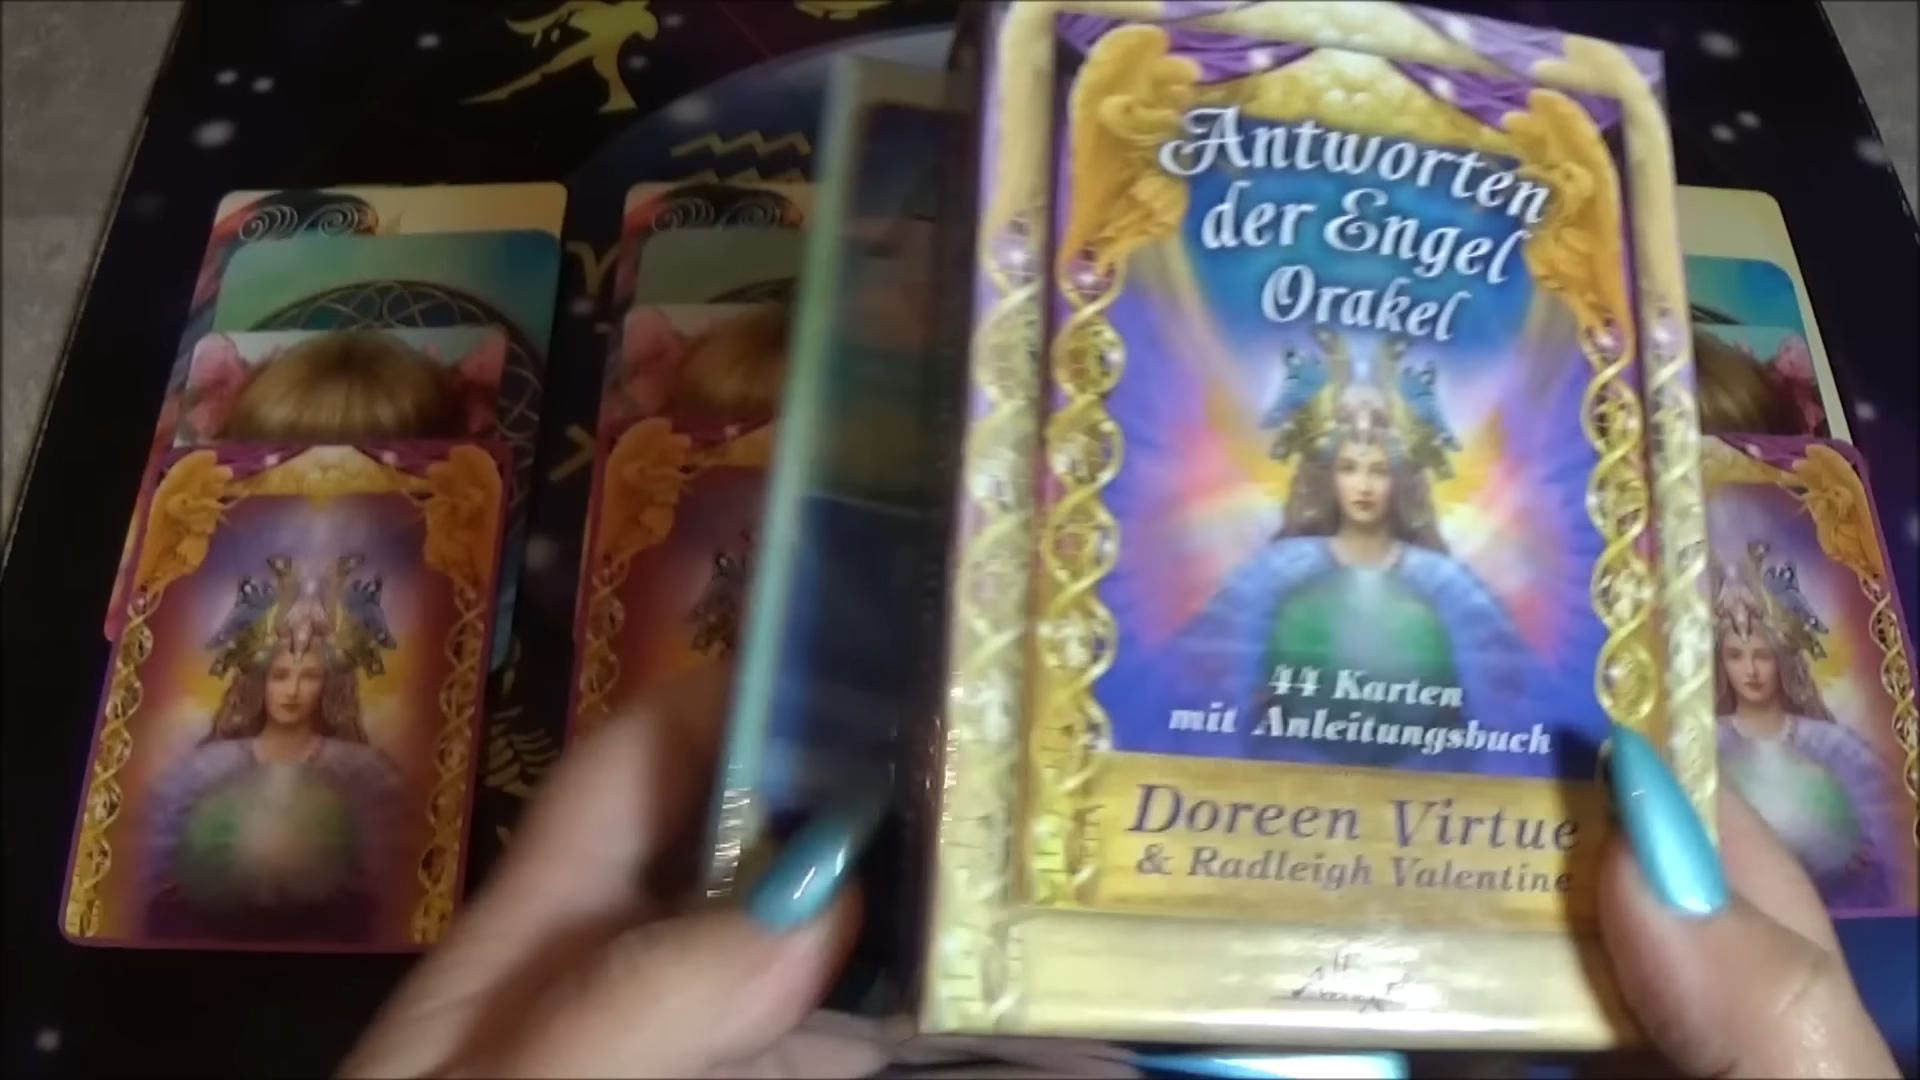 Antworten
der Engel
Orakel
44 Karten
mit Anleitungsbuch
Doreen Virtue
& Radleigh Valentine